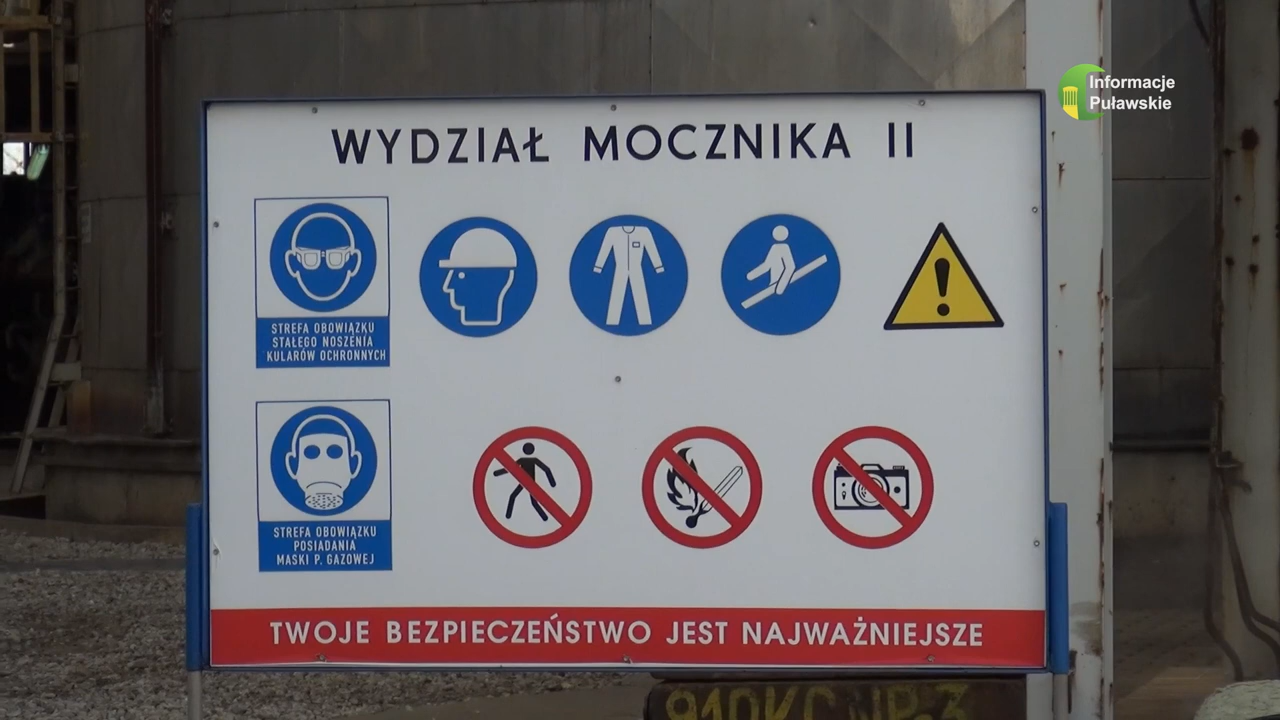 Informacje
Puławskie
WYDZIAŁ MOCZNIKA II
STREFA OBOWIĄZKU
STAŁEGO NOSZENIA
KULARÓW OCHRONNYCH
STREFA OBOWIĄZKU
POSIADANIA
MASKI P. GAZOWEJ
TWOJE BEZPIECZEŃSTWO JEST NAJWAŻNIEJSZE